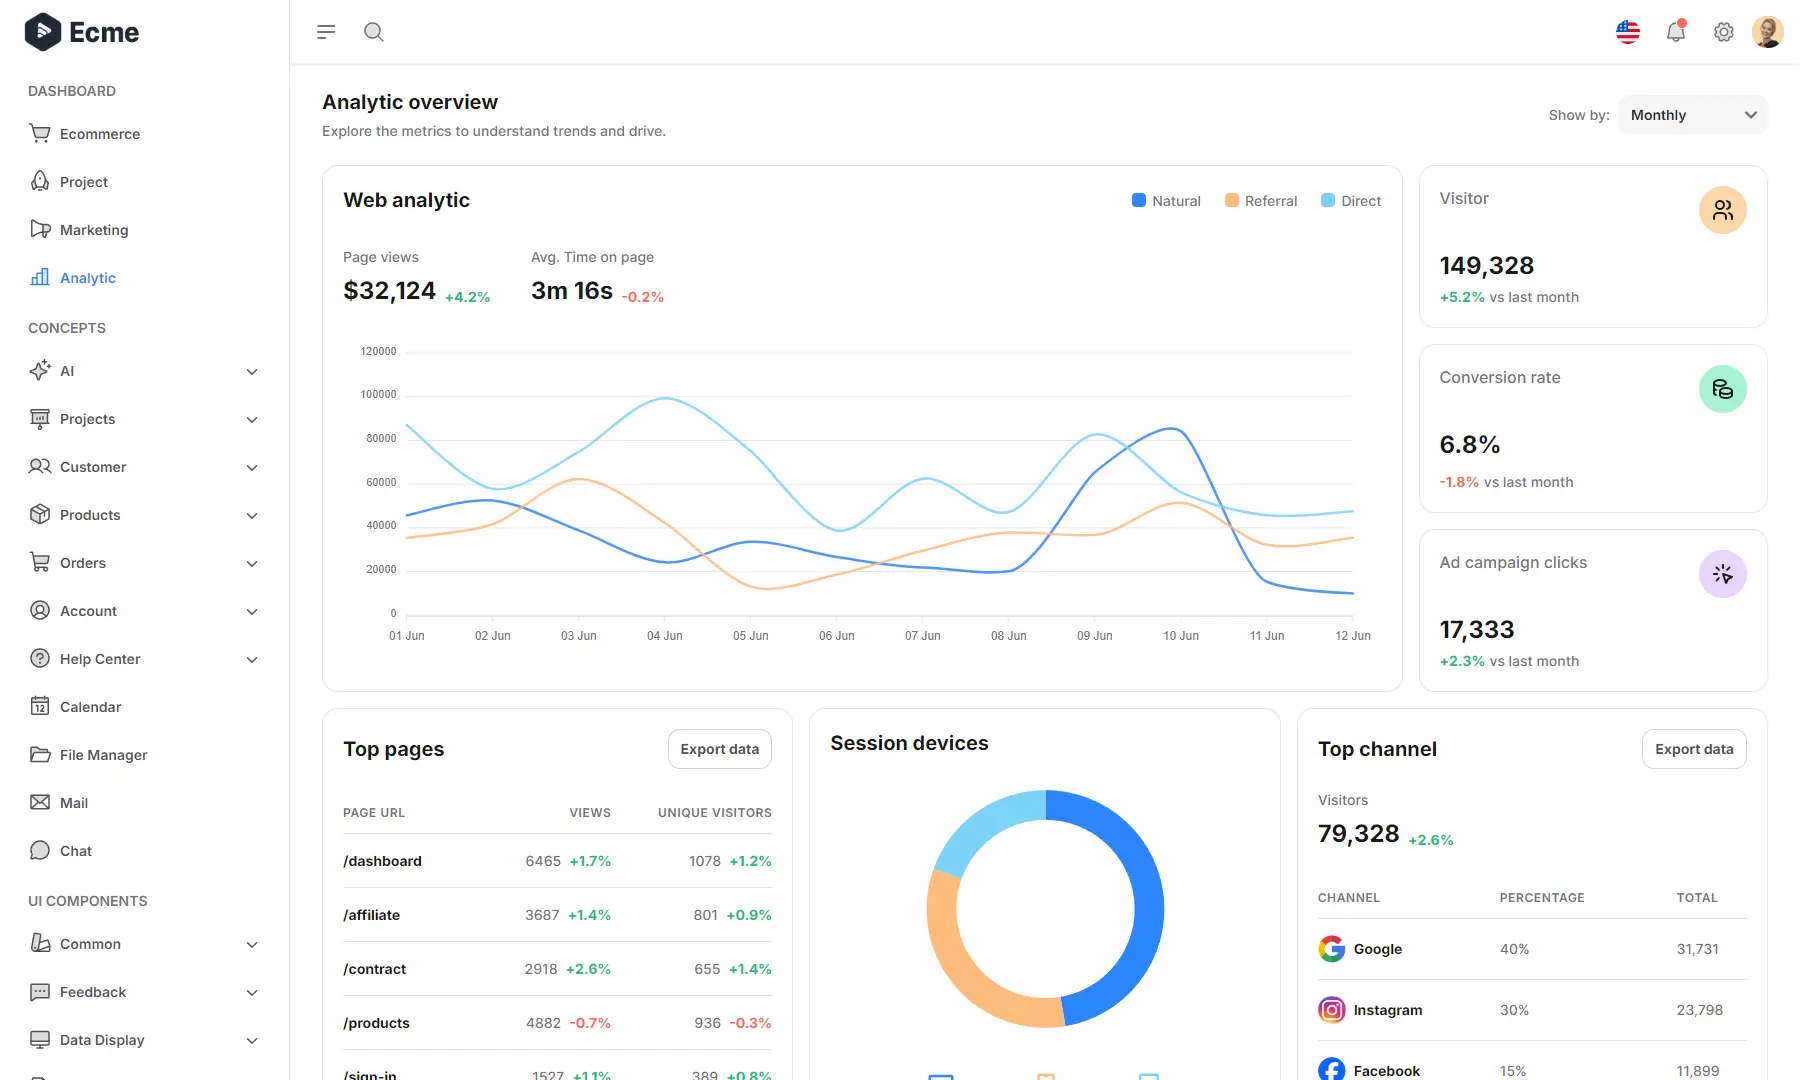 Ecme
DASHBOARD
Ecommerce
Project
Marketing
Analytic
CONCEPTS
AI
Projects
Customer
Products
Orders
Account
Help Center
12
Calendar
File Manager
Mail
Chat
UI COMPONENTS
Common
Feedback
Data Display
Analytic overview
Explore the metrics to understand trends and drive.
Show by: Monthly
Web analytic
Natural Referral Direct
Page views
$32,124 +4.2%
Avg. Time on page
3m 16s -0.2%
120000
100000
80000
60000
40000
20000
0
01 Jun 02 Jun 03 Jun 04 Jun 05 Jun 06 Jun 07 Jun 08 Jun 09 Jun 10 Jun 11 Jun 12 Jun
Visitor
149,328
+5.2% vs last month
Conversion rate
6.8%
-1.8% vs last month
Ad campaign clicks
17,333
+2.3% vs last month
Top pages
Export data
PAGE URL VIEWS UNIQUE VISITORS
/dashboard 6465 +1.7% 1078 +1.2%
/affiliate 3687 +1.4% 801 +0.9%
/contract 2918 +2.6% 655 +1.4%
/products 4882 -0.7% 936 -0.3%
/sign-in 1527 +1.1% 389 +0.8%
Session devices
Top channel
Export data
Visitors
79,328 +2.6%
CHANNEL PERCENTAGE TOTAL
Google 40% 31,731
Instagram 30% 23,798
Facebook 15% 11,899